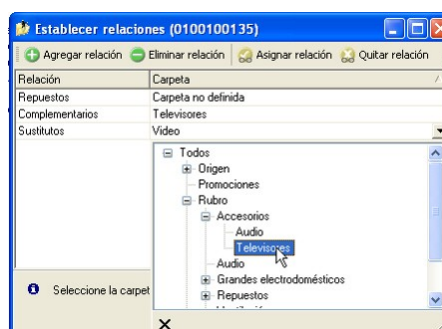 Establecer relaciones (0100100135)
Agregar relación Eliminar relación Asignar relación Quitar relación
Relación Carpeta
Repuestos Carpeta no definida
Complementarios Televisores
Sustitutos Video
Todos
Origen
Promociones
Rubro
Accesorios
Audio
Televisores
Audio
Grandes electrodomésticos
Repuestos
Seleccione la carpet